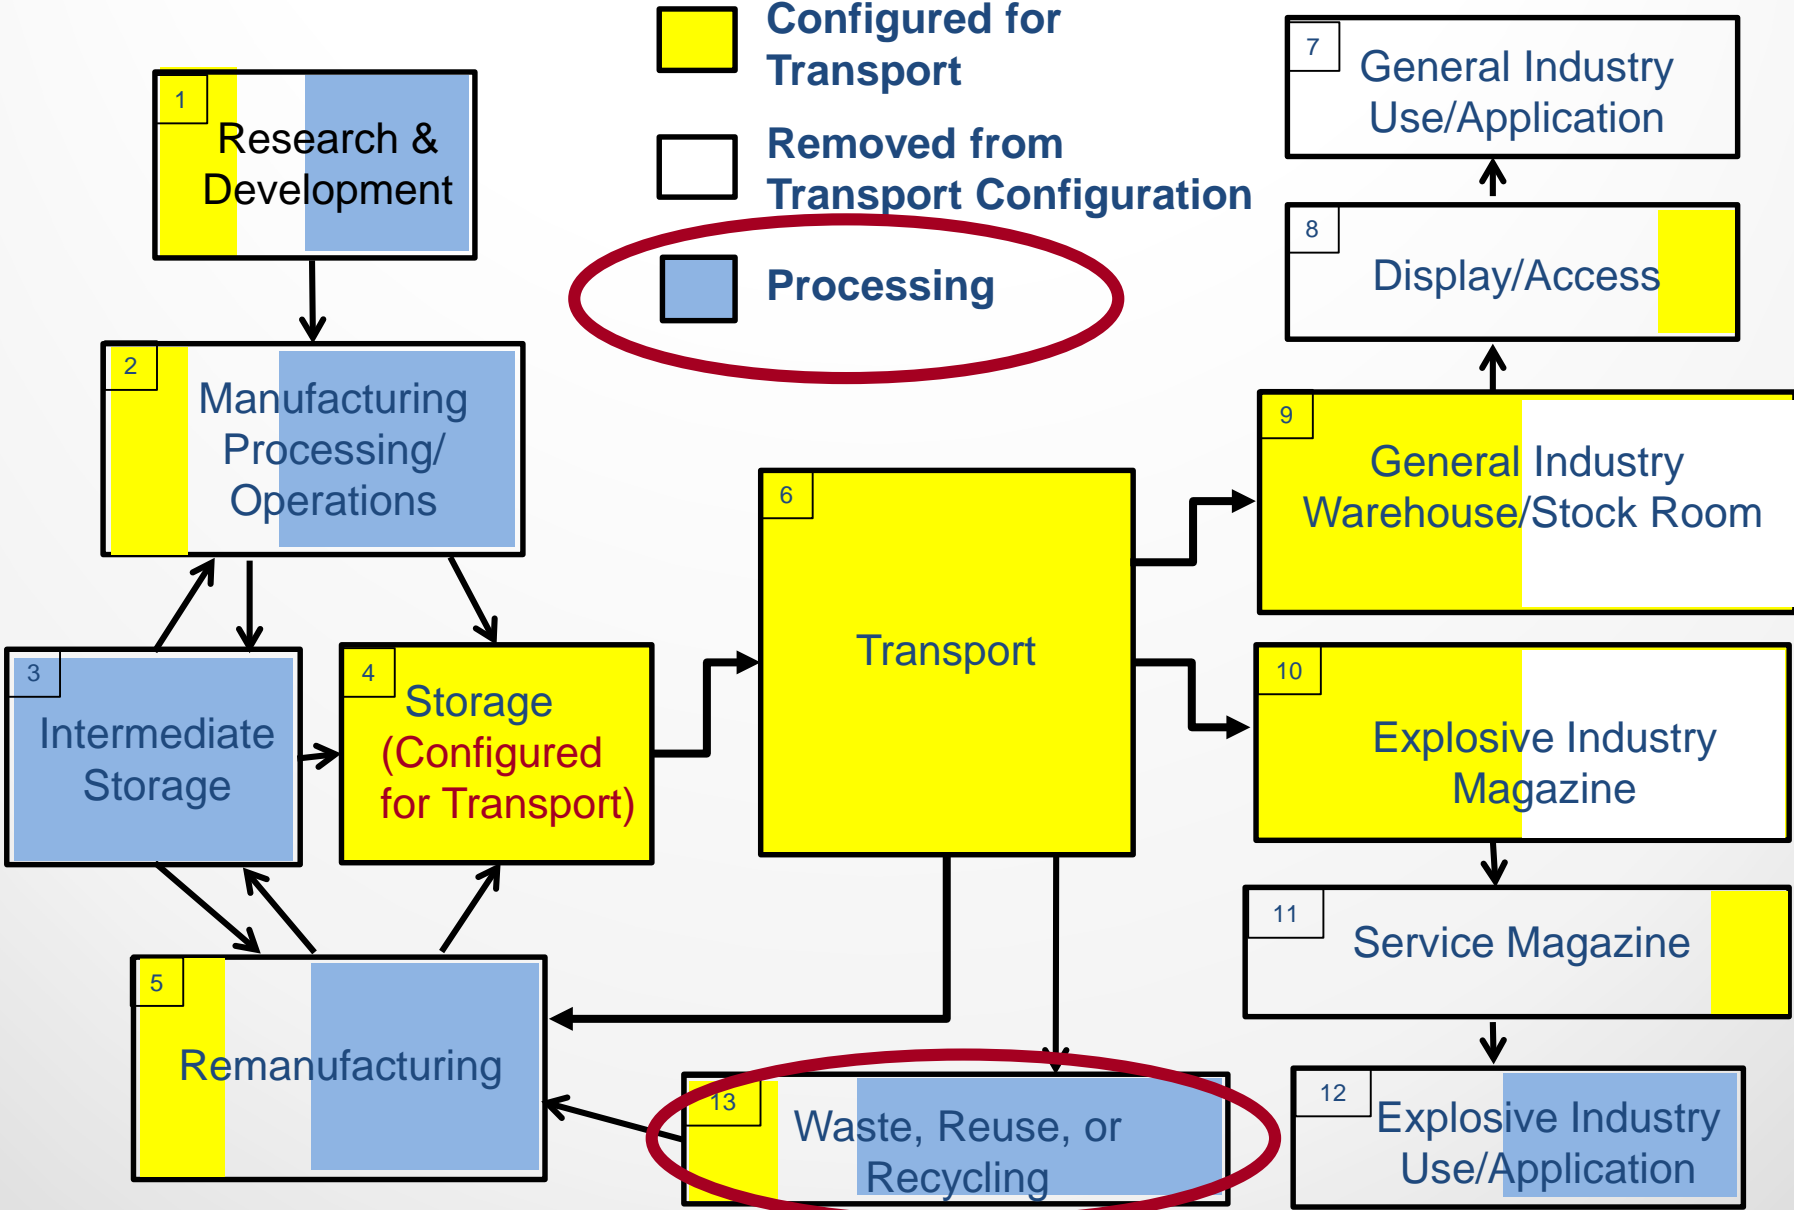 Configured for
Transport
Removed from
Transport Configuration
Processing
1
Research &
Development
2
Manufacturing
Processing/
Operations
3
Intermediate
Storage
4
Storage
(Configured
for Transport)
5
Remanufacturing
6
Transport
7
General Industry
Use/Application
8
Display/Access
9
General Industry
Warehouse/Stock Room
10
Explosive Industry
Magazine
11
Service Magazine
12
Explosive Industry
Use/Application
13
Waste, Reuse, or
Recycling